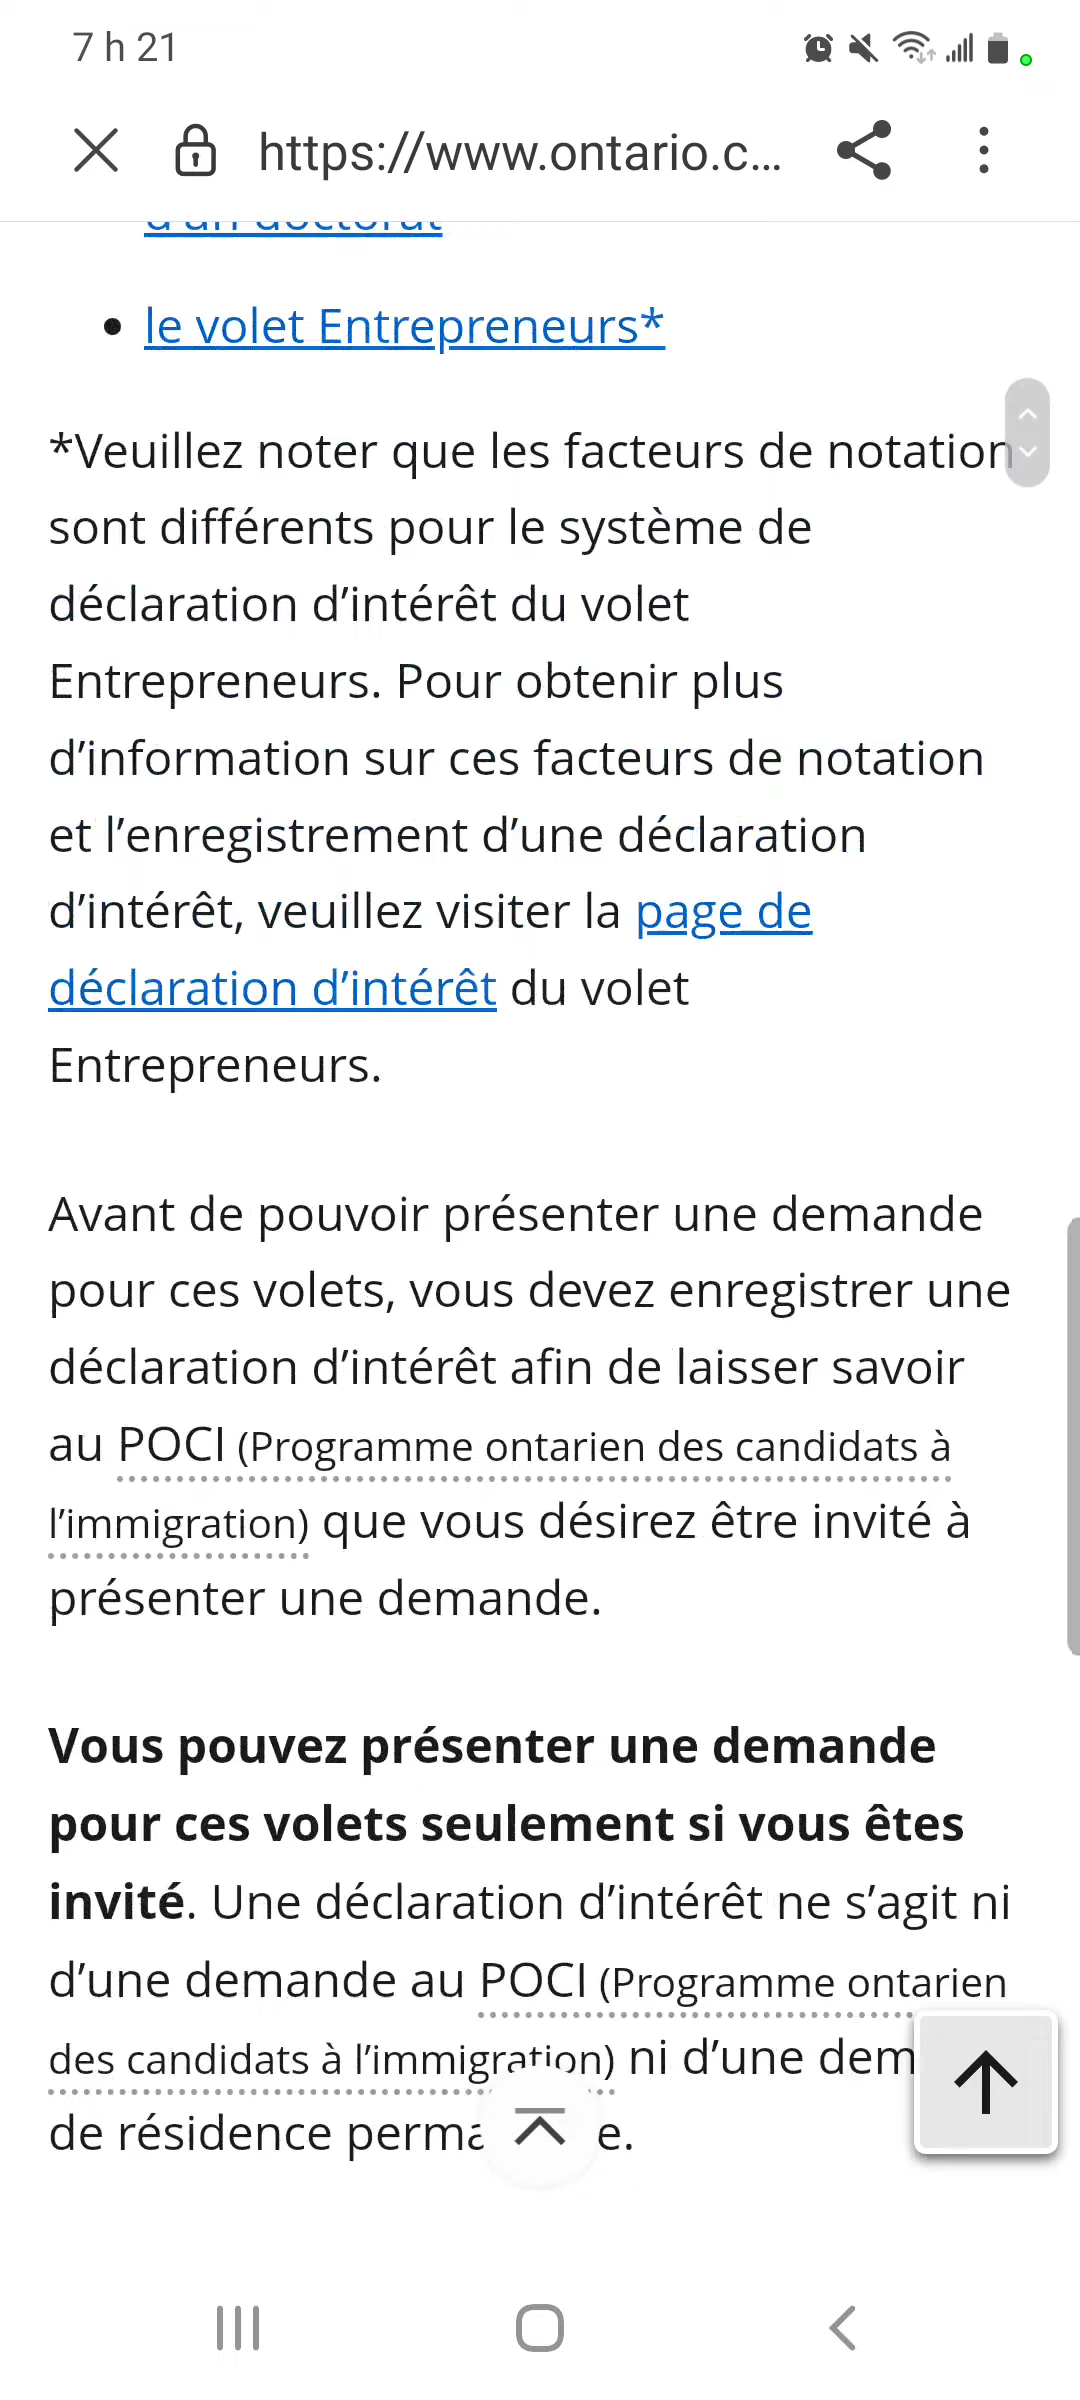 7 h 21
https://www.ontario.c...
d'un doctorat
• le volet Entrepreneurs*
*Veuillez noter que les facteurs de notation
sont différents pour le système de
déclaration d’intérêt du volet
Entrepreneurs. Pour obtenir plus
d’information sur ces facteurs de notation
et l’enregistrement d’une déclaration
d’intérêt, veuillez visiter la page de
déclaration d’intérêt du volet
Entrepreneurs.
Avant de pouvoir présenter une demande
pour ces volets, vous devez enregistrer une
déclaration d’intérêt afin de laisser savoir
au POCI (Programme ontarien des candidats à
l’immigration) que vous désirez être invité à
présenter une demande.
Vous pouvez présenter une demande
pour ces volets seulement si vous êtes
invité. Une déclaration d’intérêt ne s’agit ni
d’une demande au POCI (Programme ontarien
des candidats à l’immigration) ni d’une dem
de résidence perma e.